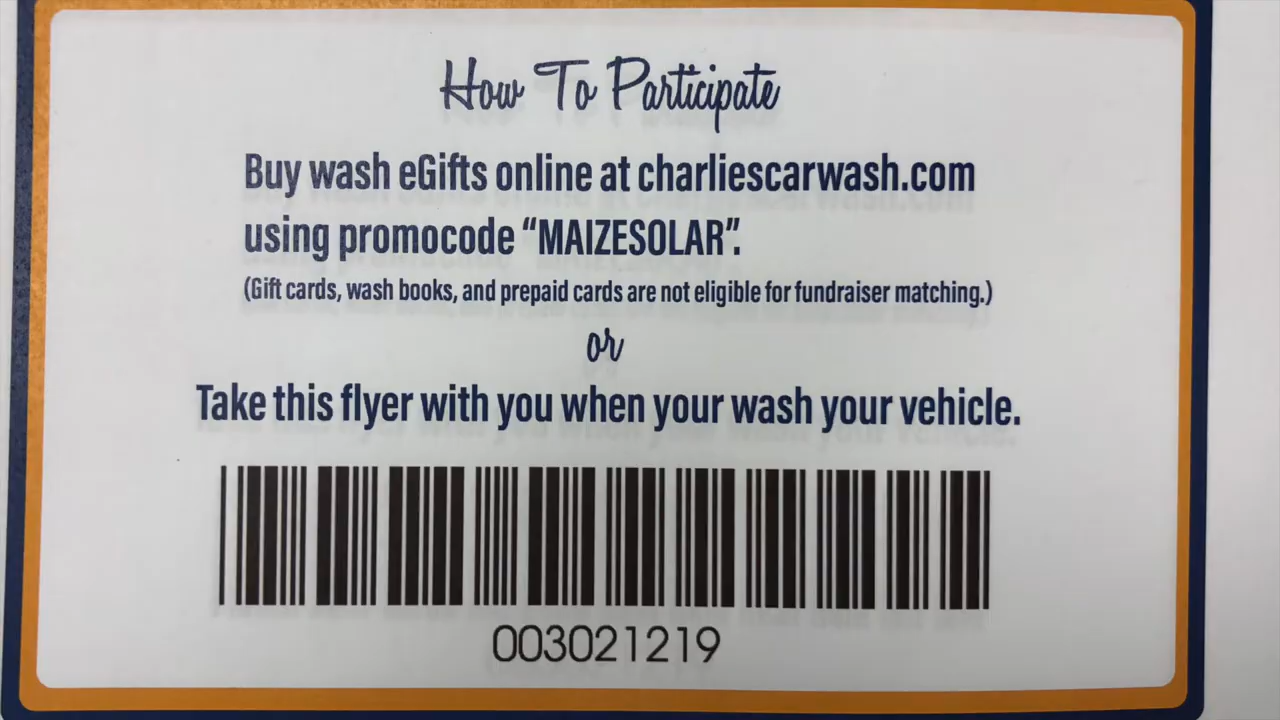 How To Participate
Buy wash eGifts online at charliescarwash.com
using promocode “MAIZESOLAR”.
(Gift cards, wash books, and prepaid cards are not eligible for fundraiser matching.)
or
Take this flyer with you when your wash your vehicle.
003021219